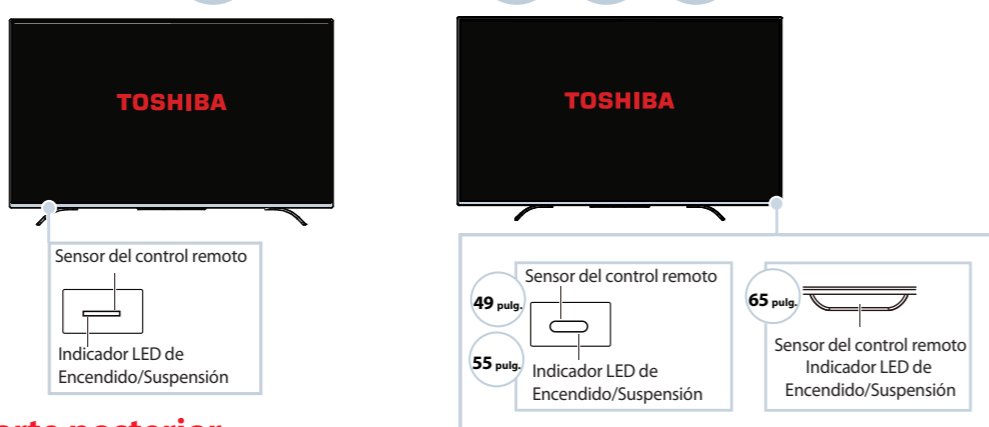 TOSHIBA
Sensor del control remoto
Indicador LED de
Encendido/Suspensión
TOSHIBA
49 pulg.
55 pulg.
Sensor del control remoto
Indicador LED de
Encendido/Suspensión
65 pulg.
Sensor del control remoto
Indicador LED de
Encendido/Suspensión
posterior